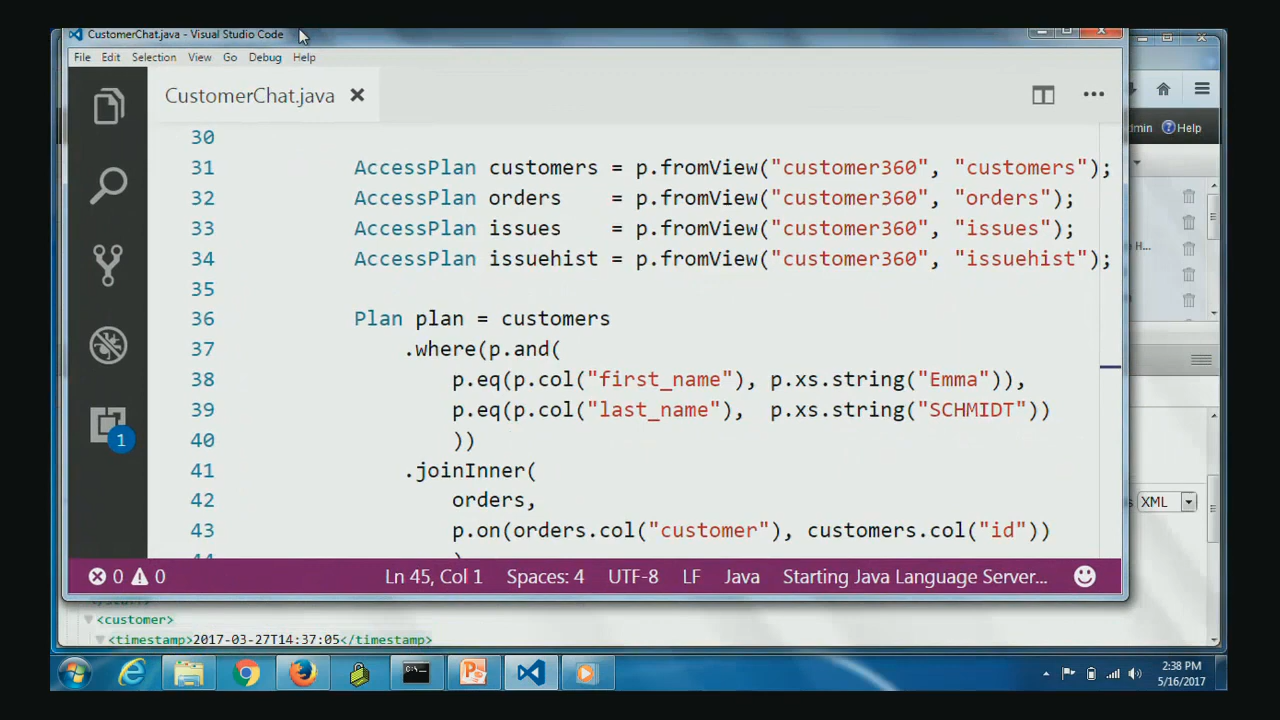 CustomerChat.java - Visual Studio Code
File Edit Selection View Go Debug Help
CustomerChat.java
30
31 AccessPlan customers = p.fromView("customer360", "customers");
32 AccessPlan orders    = p.fromView("customer360", "orders");
33 AccessPlan issues    = p.fromView("customer360", "issues");
34 AccessPlan issuehist = p.fromView("customer360", "issuehist");
35
36 Plan plan = customers
37 .where(p.and(
38 p.eq(p.col("first_name"), p.xs.string("Emma")),
39 p.eq(p.col("last_name"),  p.xs.string("SCHMIDT"))
40 ))
41 .joinInner(
42 orders,
43 p.on(orders.col("customer"), customers.col("id"))
1
0 0 Ln 45, Col 1 Spaces: 4 UTF-8 LF Java Starting Java Language Server...
Help
H...
XML
<customer>
<timestamp>2017-03-27T14:37:05</timestamp>
2:38 PM
5/16/2017